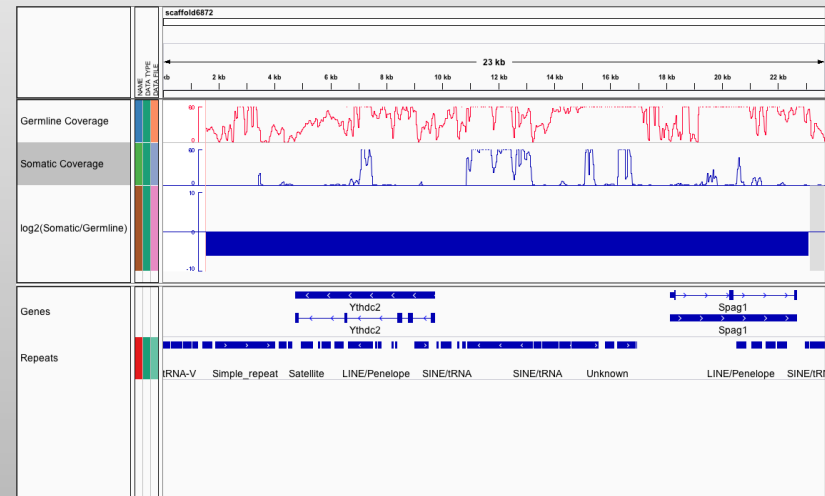 scaffold6872
NAME
DATA TYPE
DATA FILE
23 kb
kb 2 kb 4 kb 6 kb 8 kb 10 kb 12 kb 14 kb 16 kb 18 kb 20 kb 22 kb
Germline Coverage
60
0
Somatic Coverage
60
0
log2(Somatic/Germline)
10
0
-10
Genes
Ythdc2 Spag1
Ythdc2 Spag1
Repeats
tRNA-V Simple_repeat Satellite LINE/Penelope SINE/tRNA SINE/tRNA Unknown LINE/Penelope SINE/tRN